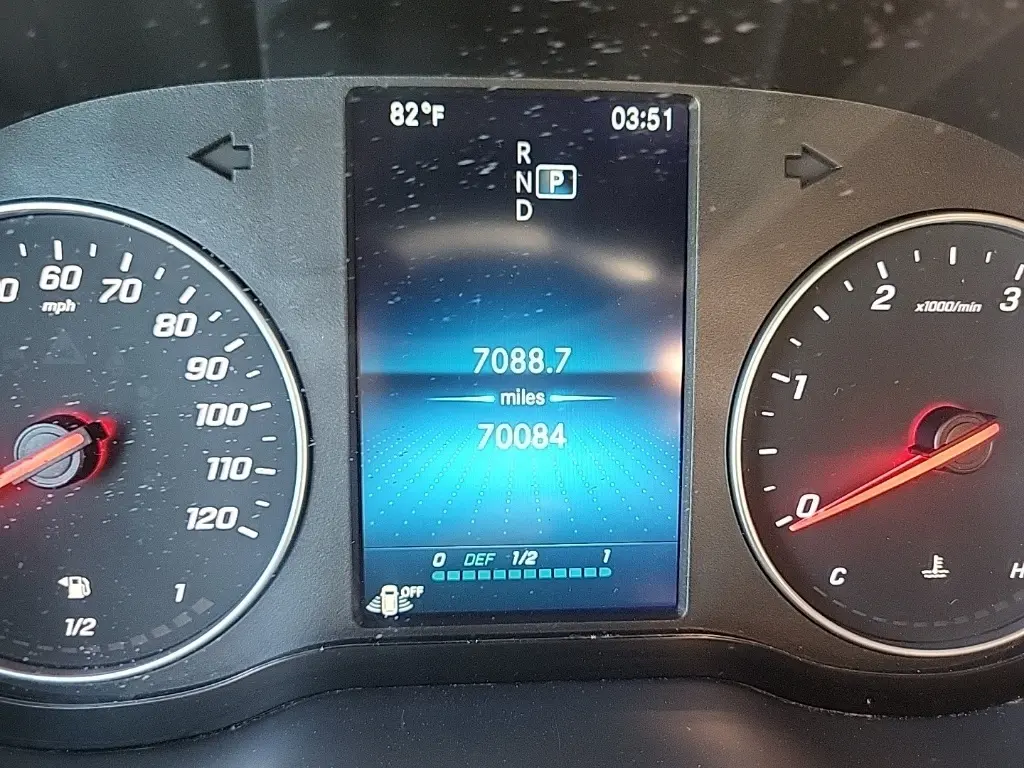 82°F 03:51
R
N P
D
7088.7
miles
70084
0 DEF 1/2 1
OFF
60 70 80 90 100 110 120
mph
1/2 1
0 1 2 3
x1000/min
C H